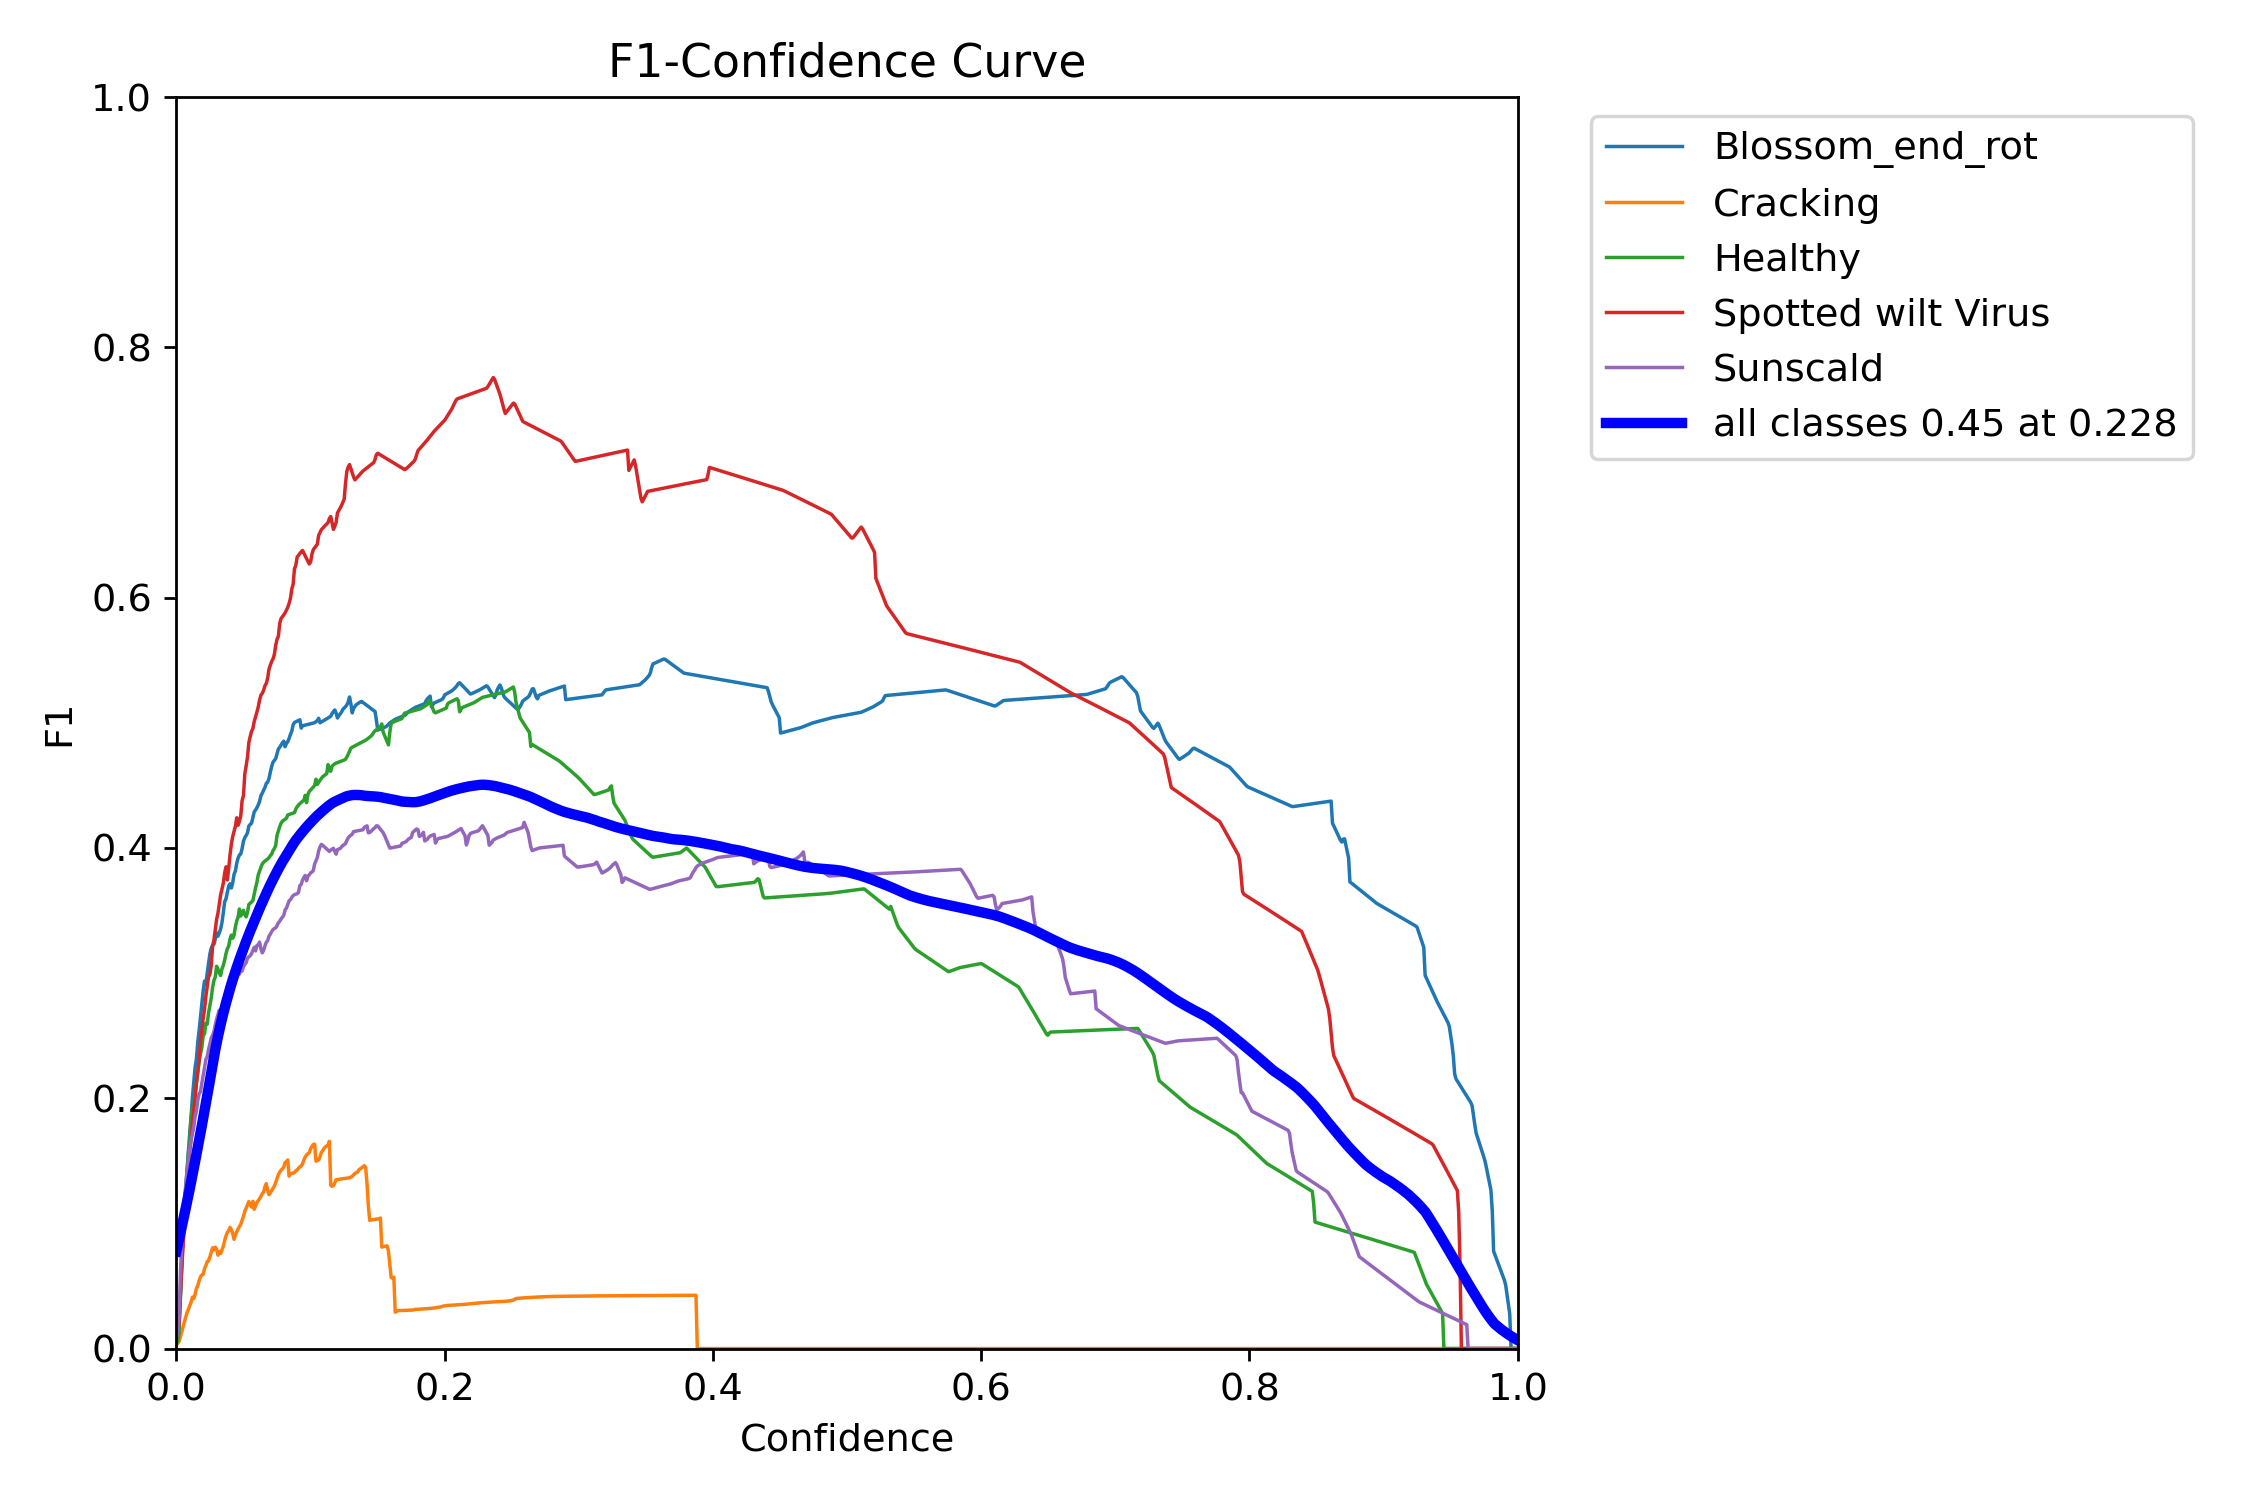 F1-Confidence Curve
1.0
0.8
0.6
0.4
0.2
0.0
F1
0.0 0.2 0.4 0.6 0.8 1.0
Confidence
Blossom_end_rot
Cracking
Healthy
Spotted wilt Virus
Sunscald
all classes 0.45 at 0.228